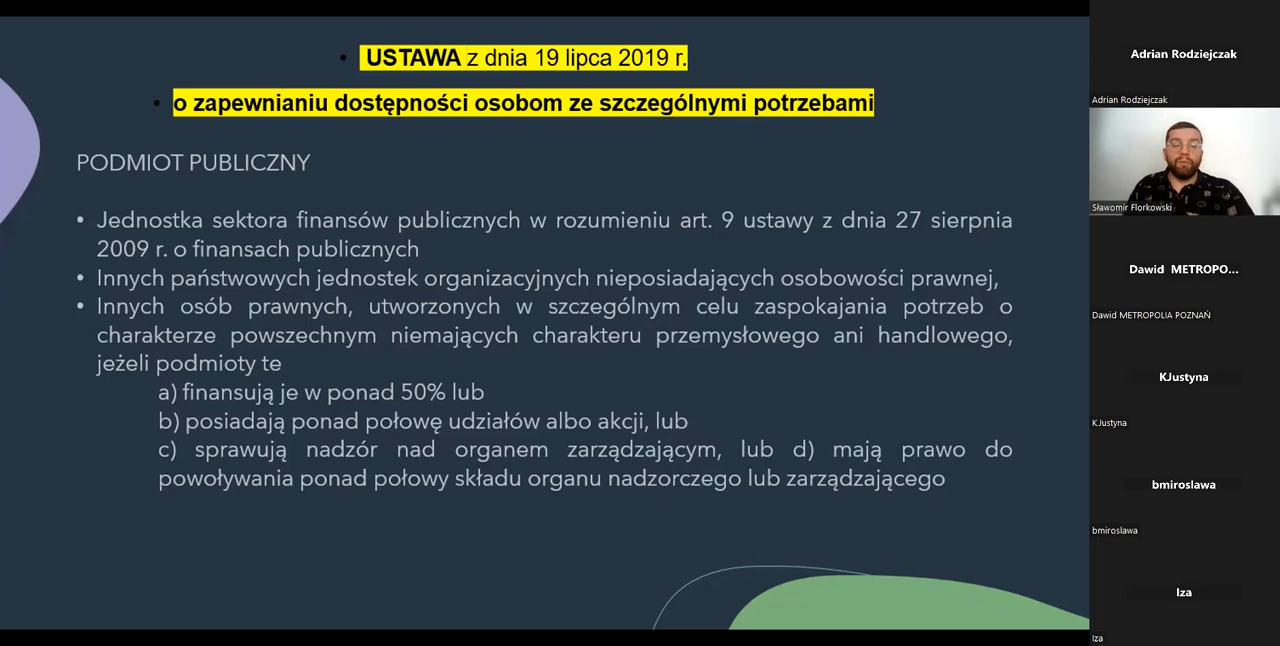 • USTAWA z dnia 19 lipca 2019 r.
• o zapewnianiu dostępności osobom ze szczególnymi potrzebami
PODMIOT PUBLICZNY
• Jednostka sektora finansów publicznych w rozumieniu art. 9 ustawy z dnia 27 sierpnia
2009 r. o finansach publicznych
• Innych państwowych jednostek organizacyjnych nieposiadających osobowości prawnej,
• Innych osób prawnych, utworzonych w szczególnym celu zaspokajania potrzeb o
charakterze powszechnym niemających charakteru przemysłowego ani handlowego,
jeżeli podmioty te
a) finansują je w ponad 50% lub
b) posiadają ponad połowę udziałów albo akcji, lub
c) sprawują nadzór nad organem zarządzającym, lub d) mają prawo do
powoływania ponad połowy składu organu nadzorczego lub zarządzającego
Adrian Rodziejczak
Adrian Rodziejczak
Sławomir Florkowski
Dawid METROPO...
Dawid METROPOLIA POZNAŃ
KJustyna
KJustyna
bmiroslawa
bmiroslawa
Iza
Iza